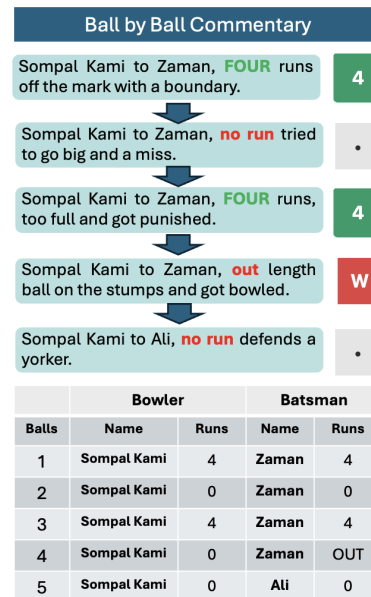 Ball by Ball Commentary
Sompal Kami to Zaman, FOUR runs
off the mark with a boundary.
4
Sompal Kami to Zaman, no run tried
to go big and a miss.
•
Sompal Kami to Zaman, FOUR runs,
too full and got punished.
4
Sompal Kami to Zaman, out length
ball on the stumps and got bowled.
W
Sompal Kami to Ali, no run defends a
yorker.
•
Bowler Batsman
Balls Name Runs Name Runs
1 Sompal Kami 4 Zaman 4
2 Sompal Kami 0 Zaman 0
3 Sompal Kami 4 Zaman 4
4 Sompal Kami 0 Zaman OUT
5 Sompal Kami 0 Ali 0